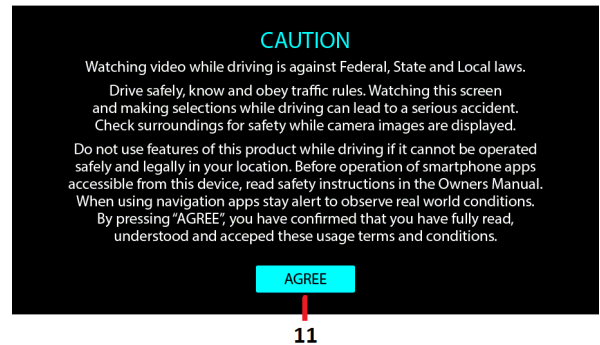 CAUTION
Watching video while driving is against Federal, State and Local laws.
Drive safely, know and obey traffic rules. Watching this screen
and making selections while driving can lead to a serious accident.
Check surroundings for safety while camera images are displayed.
Do not use features of this product while driving if it cannot be operated
safely and legally in your location. Before operation of smartphone apps
accessible from this device, read safety instructions in the Owners Manual.
When using navigation apps stay alert to observe real world conditions.
By pressing “AGREE”, you have confirmed that you have fully read,
understood and acceped these usage terms and conditions.
AGREE
11